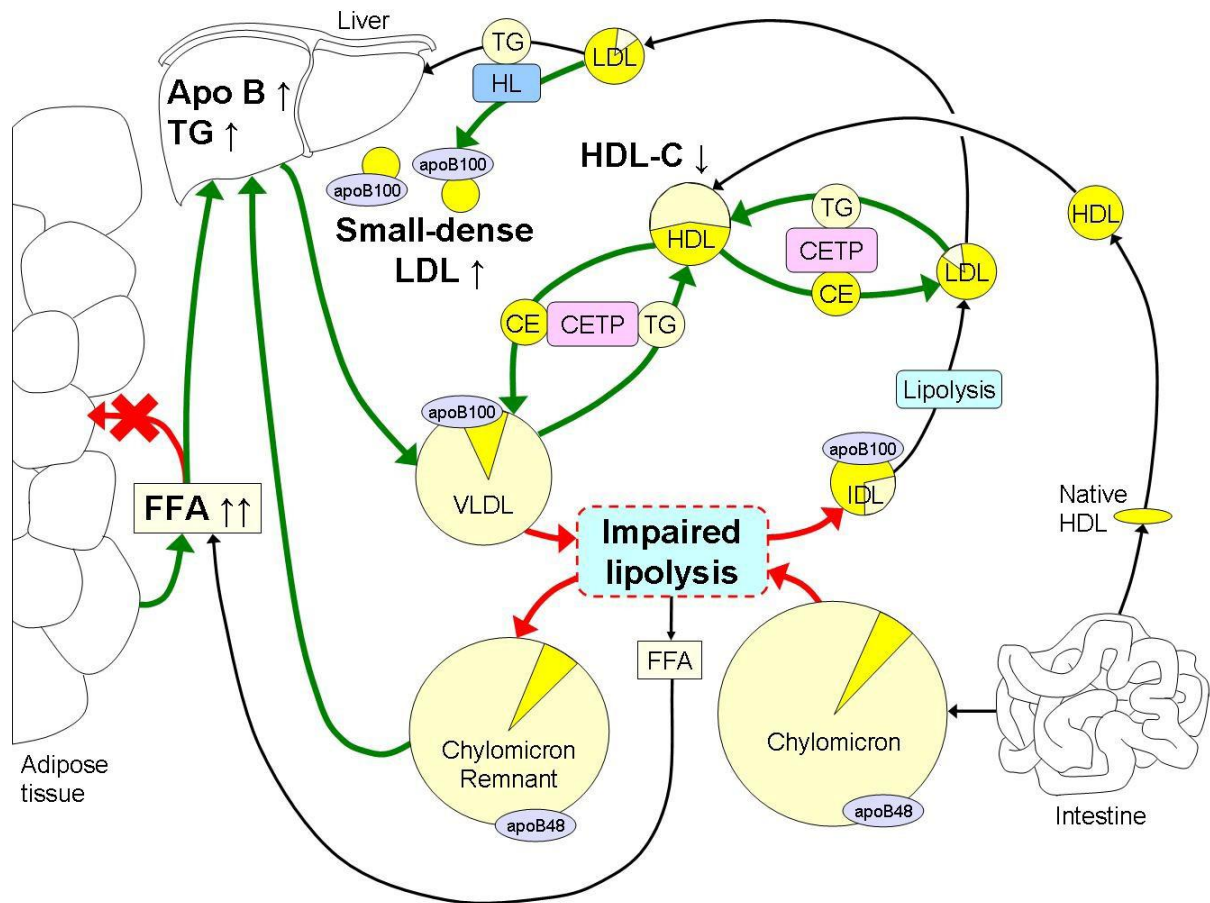 Liver
TG
LDL
HL
Apo B ↑
TG ↑
apoB100
apoB100
Small-dense
LDL ↑
HDL-C ↓
HDL
TG
CETP
CE
LDL
HDL
CE
CETP
TG
apoB100
VLDL
Lipolysis
apoB100
IDL
FFA ↑↑
Impaired
lipolysis
Native
HDL
FFA
Chylomicron
Remnant
apoB48
Chylomicron
apoB48
Adipose
tissue
Intestine